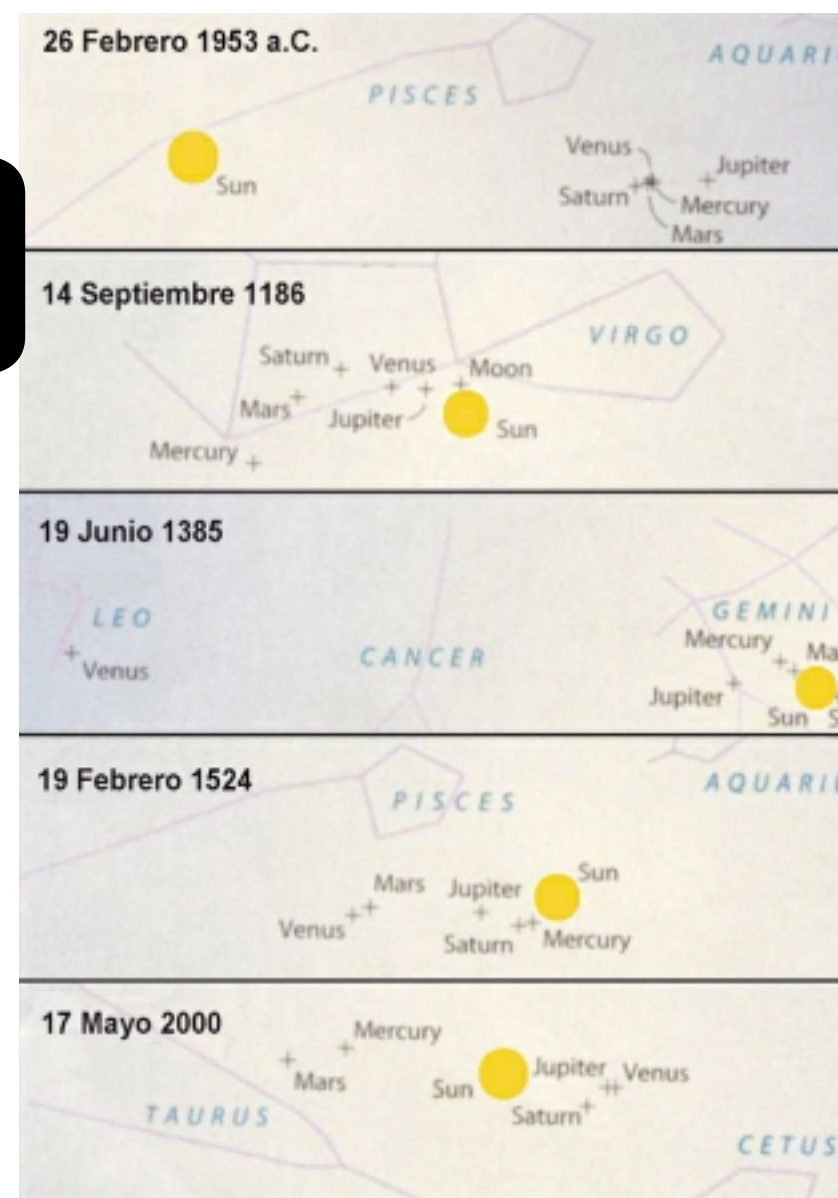 26 Febrero 1953 a.C.
AQUARI
PISCES
Venus
Jupiter
Sun
Saturn
Mercury
Mars
14 Septiembre 1186
VIRGO
Saturn
Venus
Moon
Mars
Jupiter
Sun
Mercury
19 Junio 1385
LEO
GEMINI
Mercury
Ma
CANCER
Venus
Jupiter
Sun
S
19 Febrero 1524
PISCES
AQUARIU
Sun
Mars
Jupiter
Venus
Saturn
Mercury
17 Mayo 2000
Mercury
Mars
Sun
Jupiter
Venus
TAURUS
Saturn
CETUS